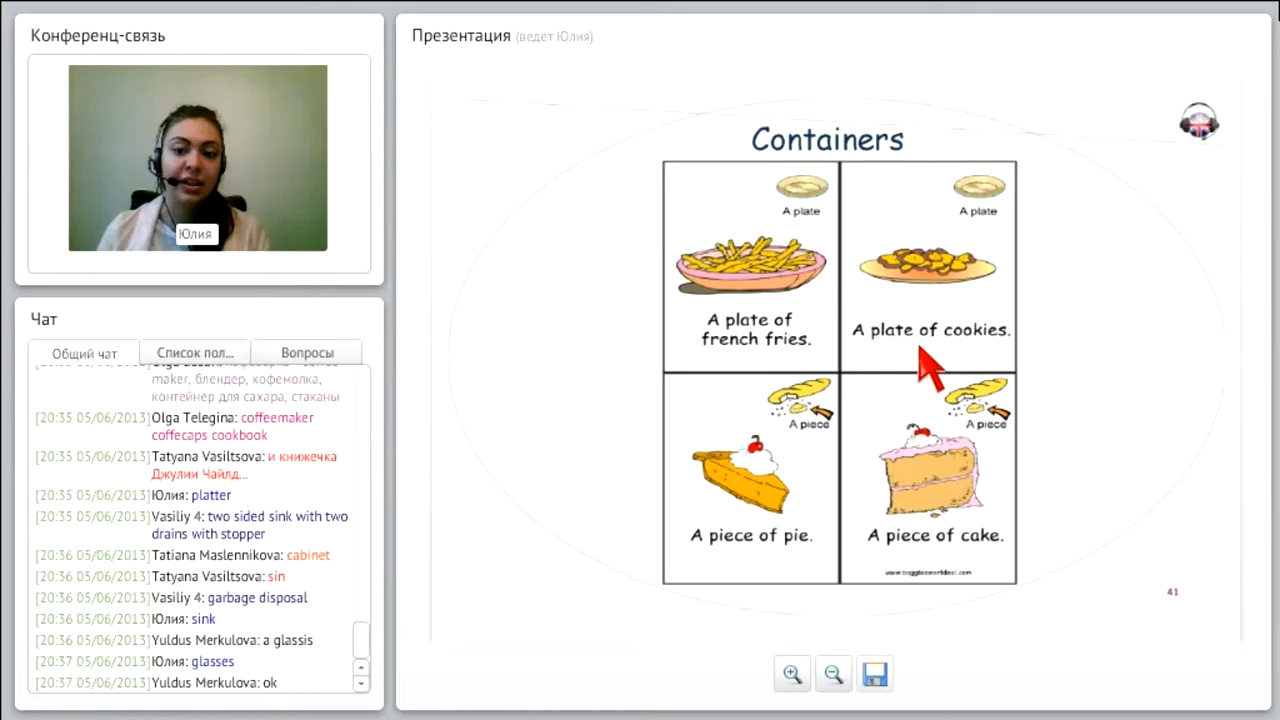 Конференц-связь
Юлия
Чат
Общий чат
Список пол...
Вопросы
maker, блендер, кофемолка,
контейнер для сахара, стаканы
[20:35 05/06/2013] Olga Telegina: coffeemaker
coffecaps cookbook
[20:35 05/06/2013] Tatyana Vasiltsova: и книжечка
Джулии Чайлд...
[20:35 05/06/2013] Юлия: platter
[20:35 05/06/2013] Vasiliy 4: two sided sink with two
drains with stopper
[20:36 05/06/2013] Tatiana Maslennikova: cabinet
[20:36 05/06/2013] Tatyana Vasiltsova: sin
[20:36 05/06/2013] Vasiliy 4: garbage disposal
[20:36 05/06/2013] Юлия: sink
[20:36 05/06/2013] Yuldus Merkulova: a glassis
[20:37 05/06/2013] Юлия: glasses
[20:37 05/06/2013] Yuldus Merkulova: ok
Презентация (ведет Юлия)
Containers
A plate
A plate of
french fries.
A plate
A plate of cookies.
A piece
A piece of pie.
A piece
A piece of cake.
41